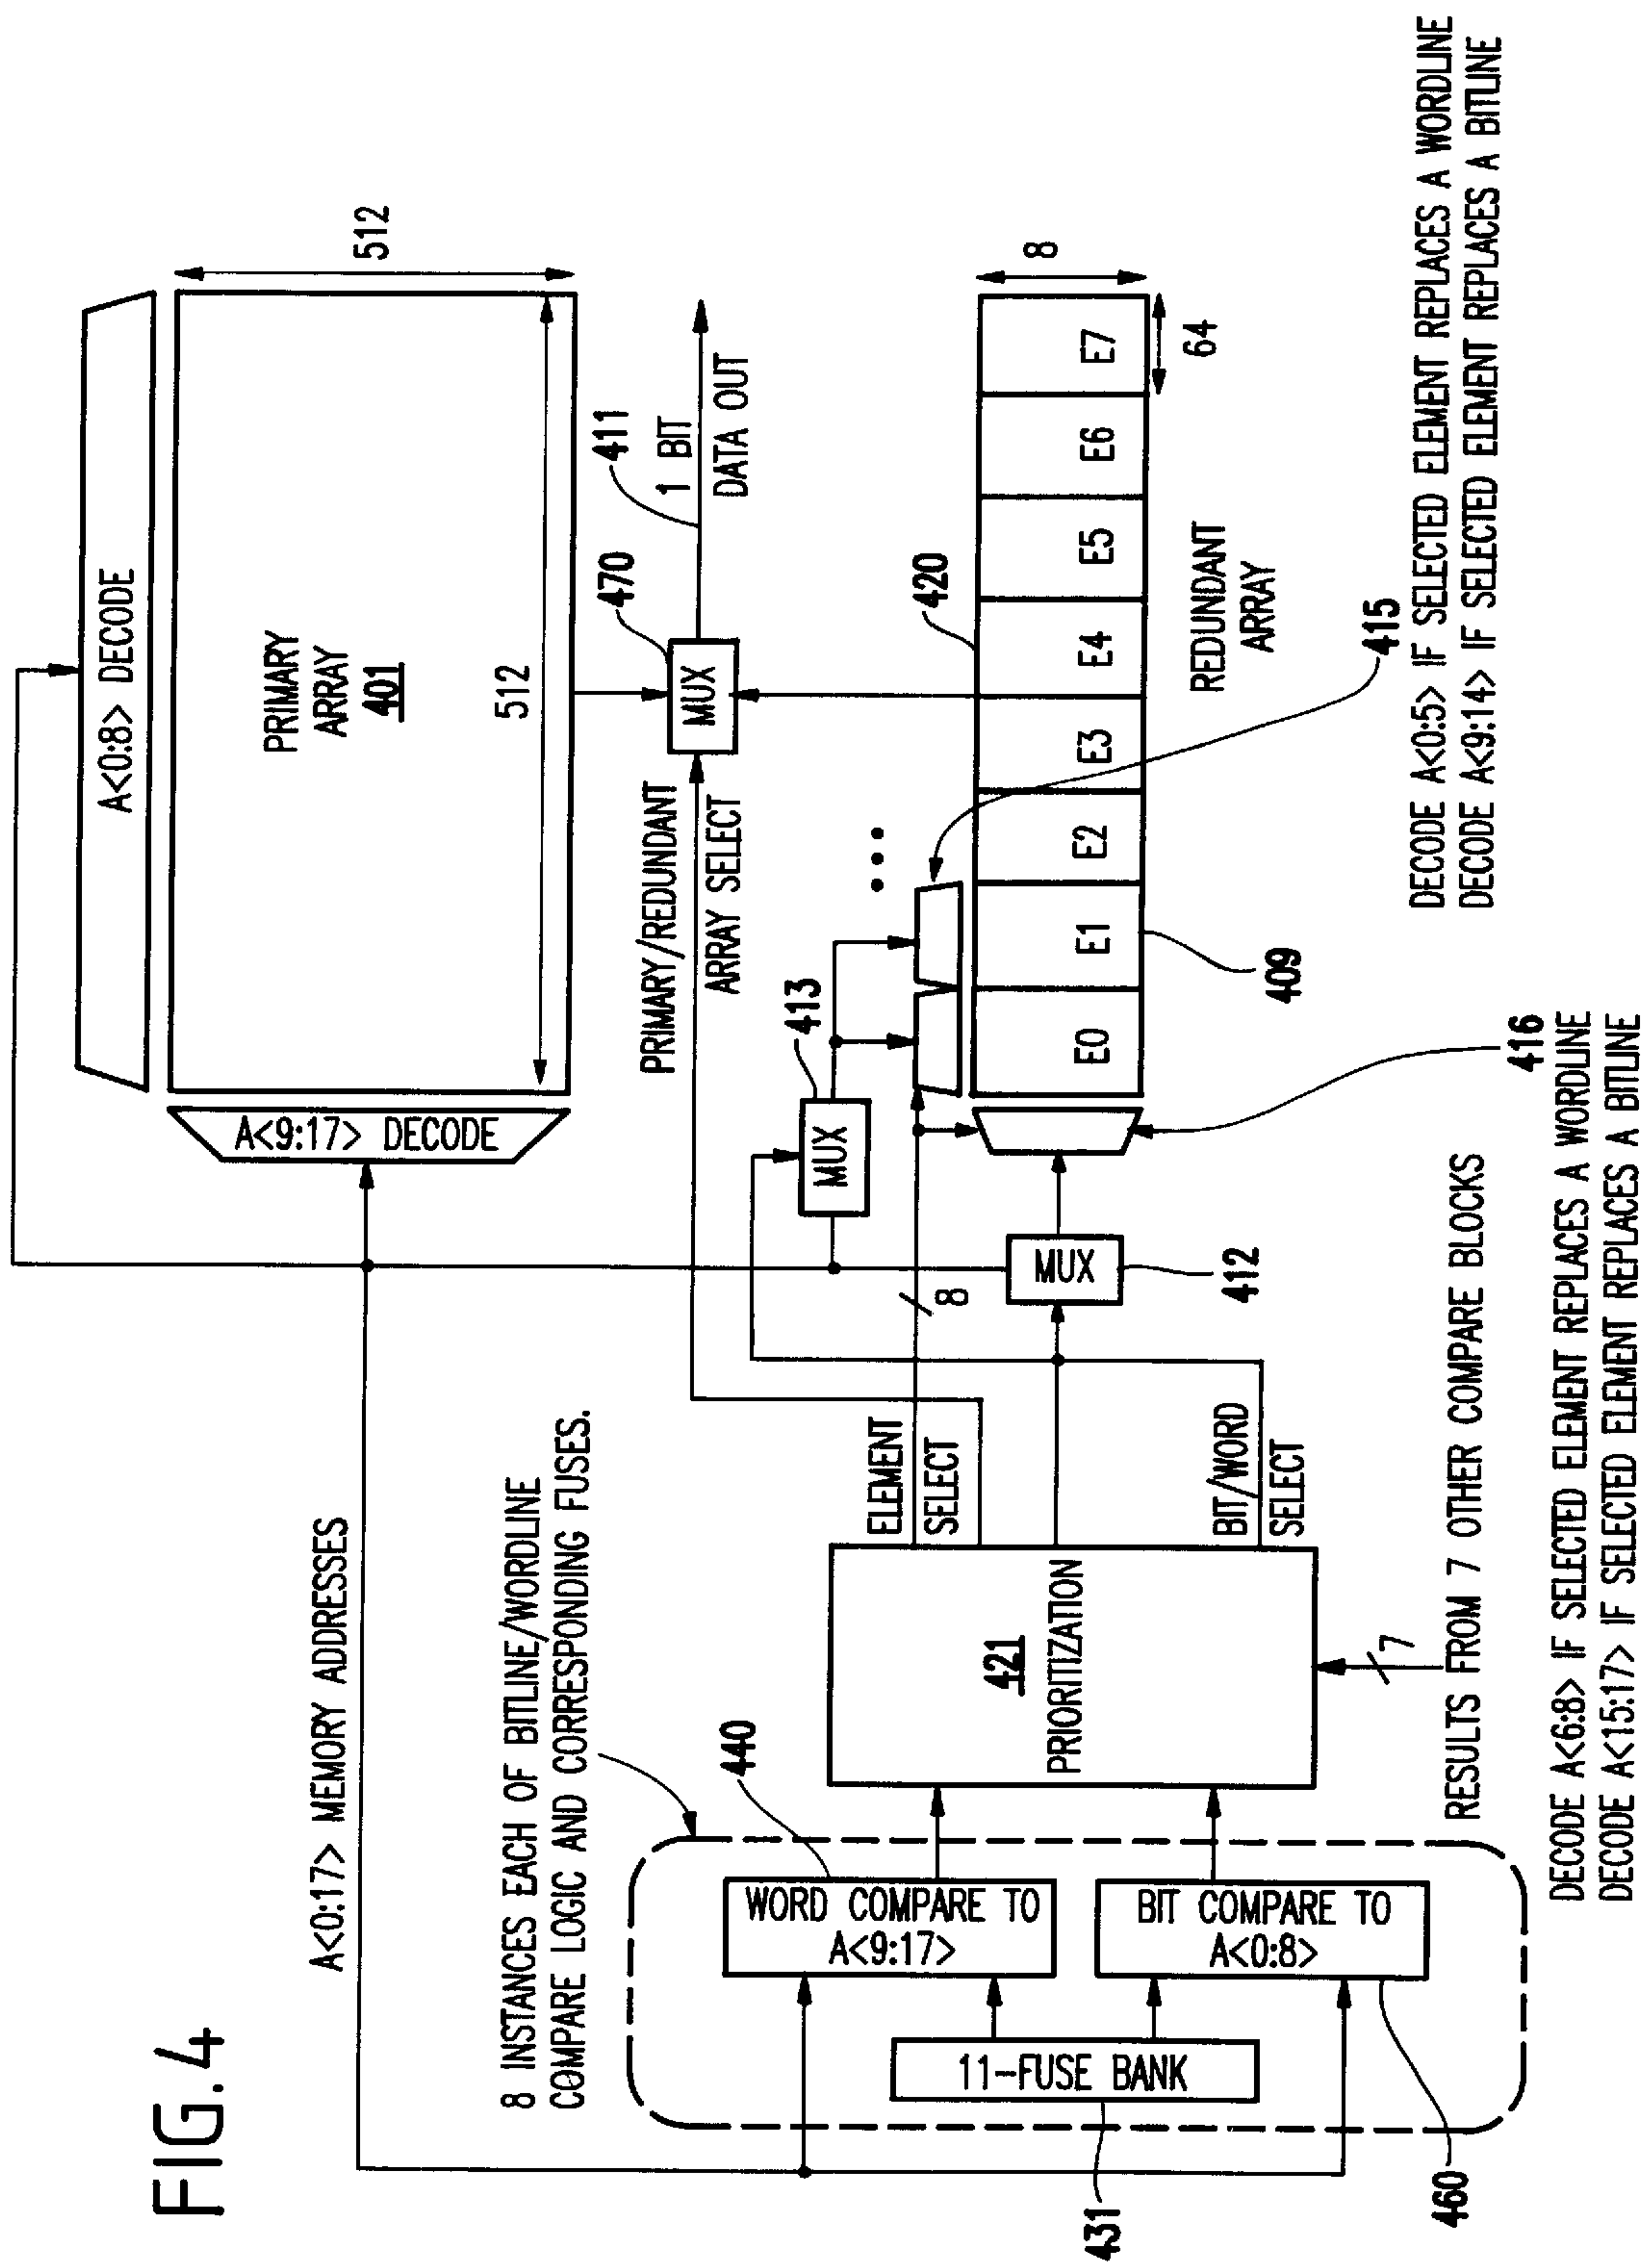 FIG.4
A<0:17> MEMORY ADDRESSES
A<0:8> DECODE
A<9:17> DECODE
PRIMARY
ARRAY
401
512
512
8 INSTANCES EACH OF BITLINE/WORDLINE
COMPARE LOGIC AND CORRESPONDING FUSES.
440
WORD COMPARE TO
A<9:17>
11-FUSE BANK
431
BIT COMPARE TO
A<0:8>
460
421
PRIORITIZATION
7
RESULTS FROM 7 OTHER COMPARE BLOCKS
ELEMENT
SELECT
BIT/WORD
SELECT
8
PRIMARY/REDUNDANT
ARRAY SELECT
MUX
413
MUX
412
MUX
470
411
1 BIT
DATA OUT
420
E0
E1
E2
E3
E4
E5
E6
E7
8
64
REDUNDANT
ARRAY
409
415
DECODE A<0:5> IF SELECTED ELEMENT REPLACES A WORDLINE
DECODE A<9:14> IF SELECTED ELEMENT REPLACES A BITLINE
416
DECODE A<6:8> IF SELECTED ELEMENT REPLACES A WORDLINE
DECODE A<15:17> IF SELECTED ELEMENT REPLACES A BITLINE